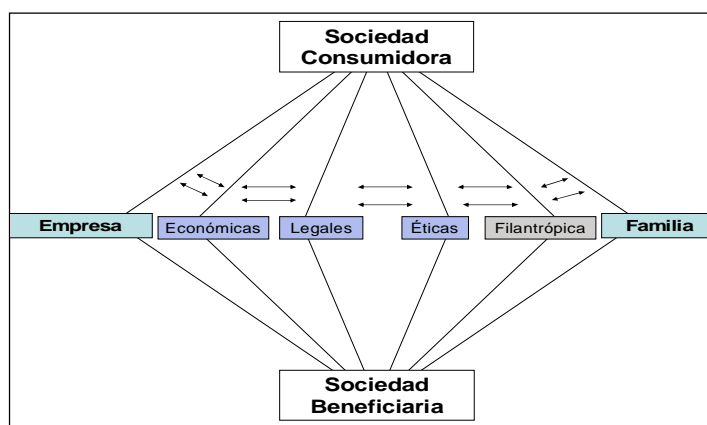 Sociedad
Consumidora
Empresa
Económicas
Legales
Éticas
Filantrópica
Familia
Sociedad
Beneficiaria